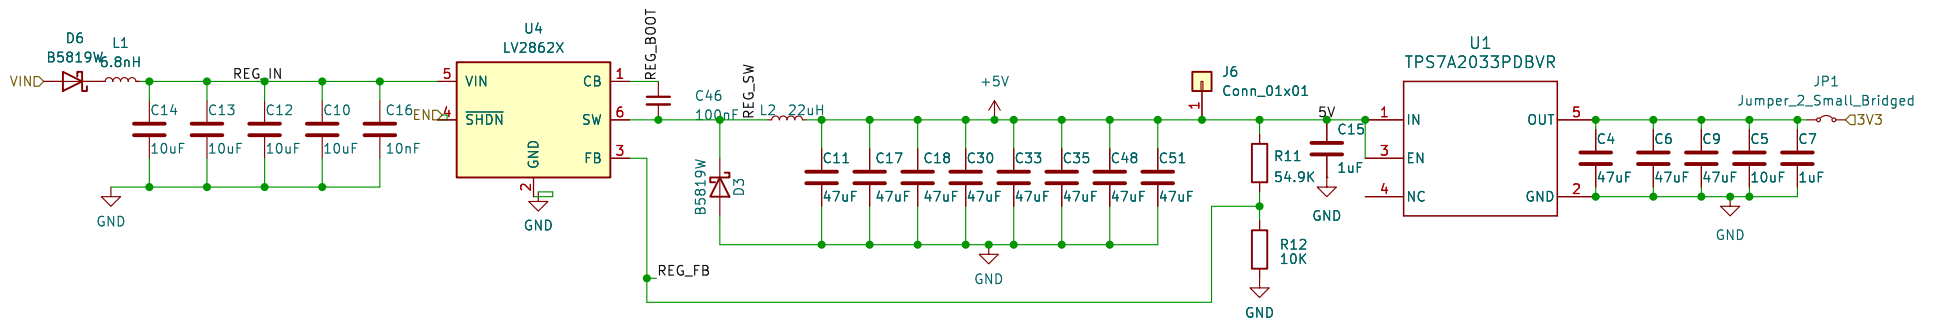 VIN
D6
B5819W
L1
6.8nH
REG_IN
C14
10uF
C13
10uF
C12
10uF
C10
10uF
C16
10nF
GND
END
U4
LV2862X
5
VIN
4
SHDN
GND
2
GND
CB
1
SW
6
FB
3
REG_BOOT
C46
100nF
REG_SW
L2 22uH
B5819W
D3
REG_FB
+5V
C11
47uF
C17
47uF
C18
47uF
C30
47uF
C33
47uF
C35
47uF
C48
47uF
C51
47uF
GND
J6
Conn_01x01
1
R11
54.9K
R12
10K
GND
5V
C15
1uF
GND
U1
TPS7A2033PDBVR
1
IN
3
EN
4
NC
OUT
5
GND
2
C4
47uF
C6
47uF
C9
47uF
C5
10uF
C7
1uF
GND
JP1
Jumper_2_Small_Bridged
3V3